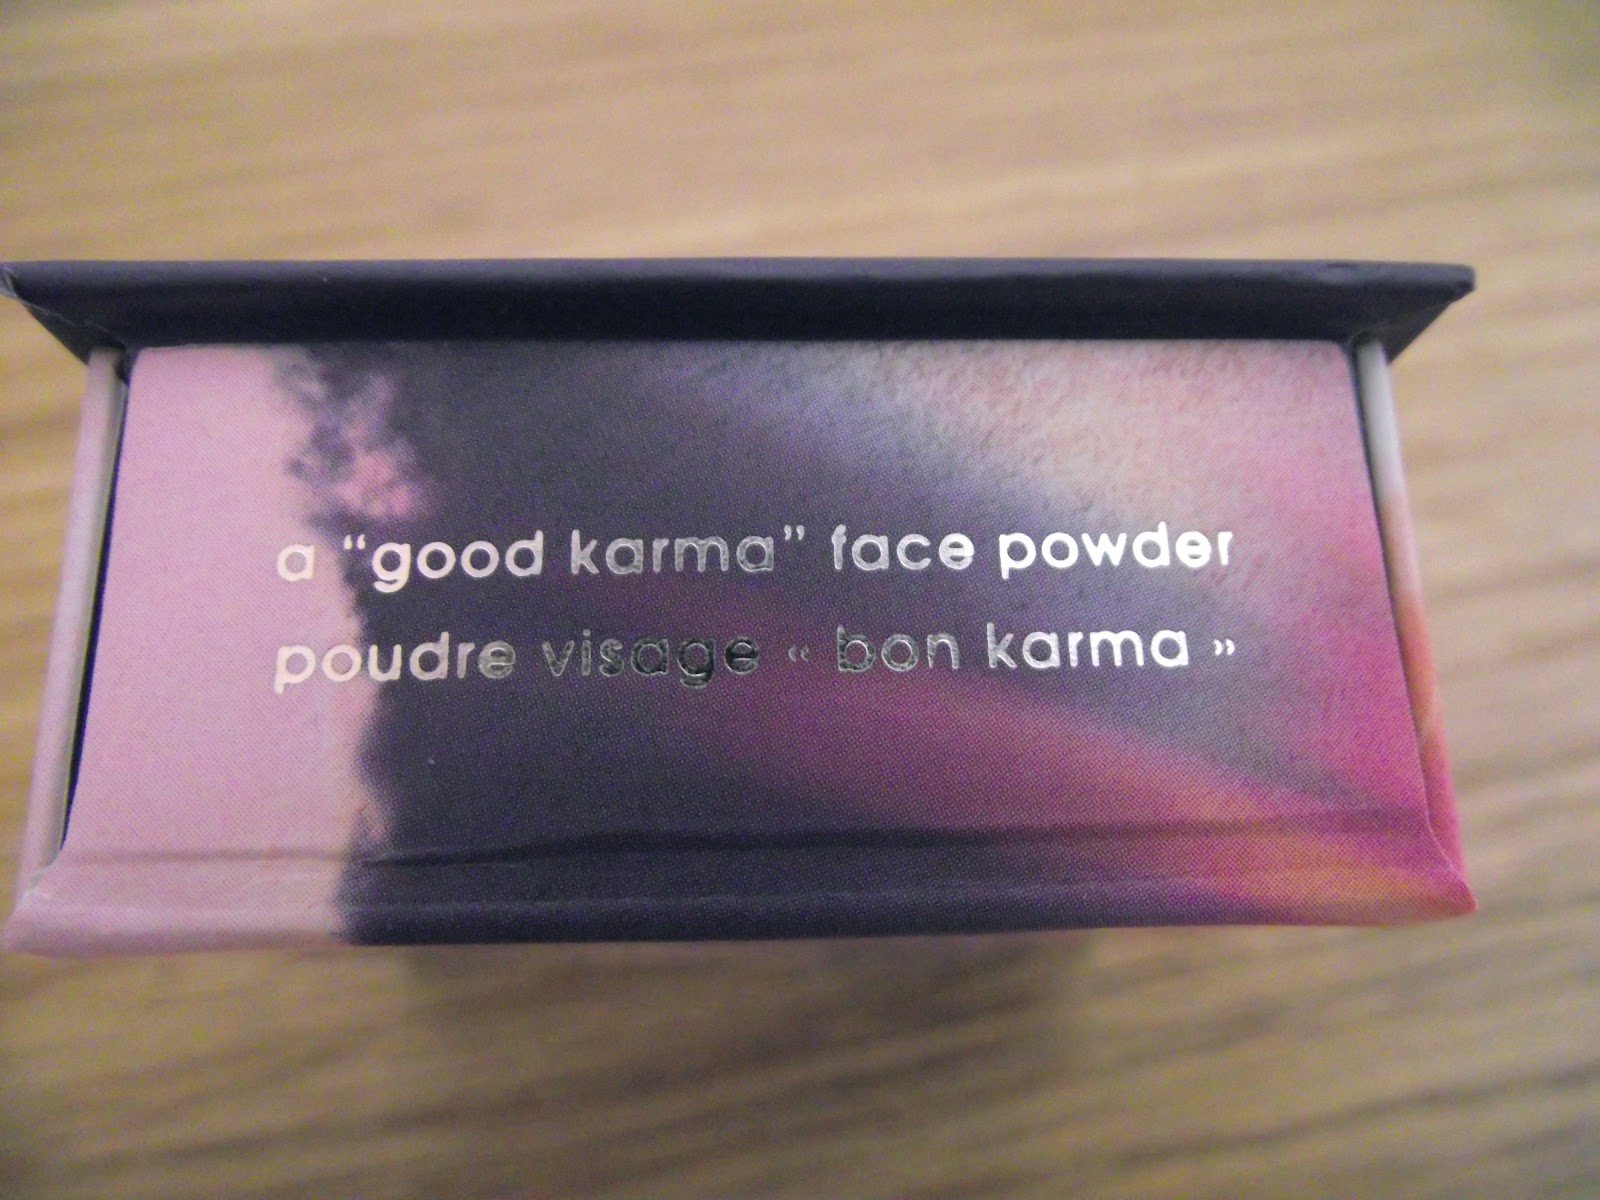 a “good karma” face powder
poudre visage « bon karma »